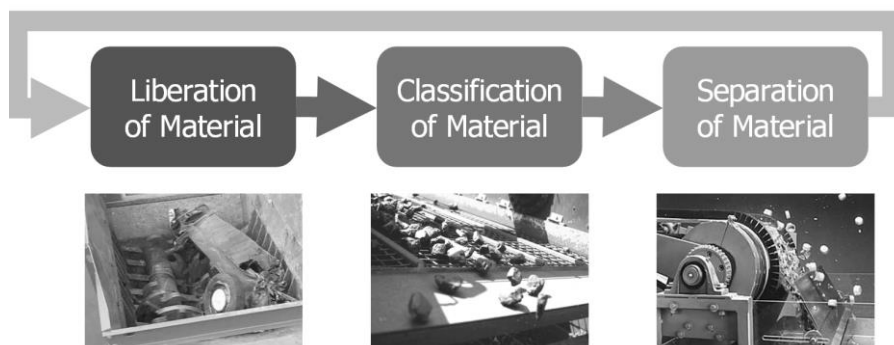 Liberation
of Material
Classification
of Material
Separation
of Material